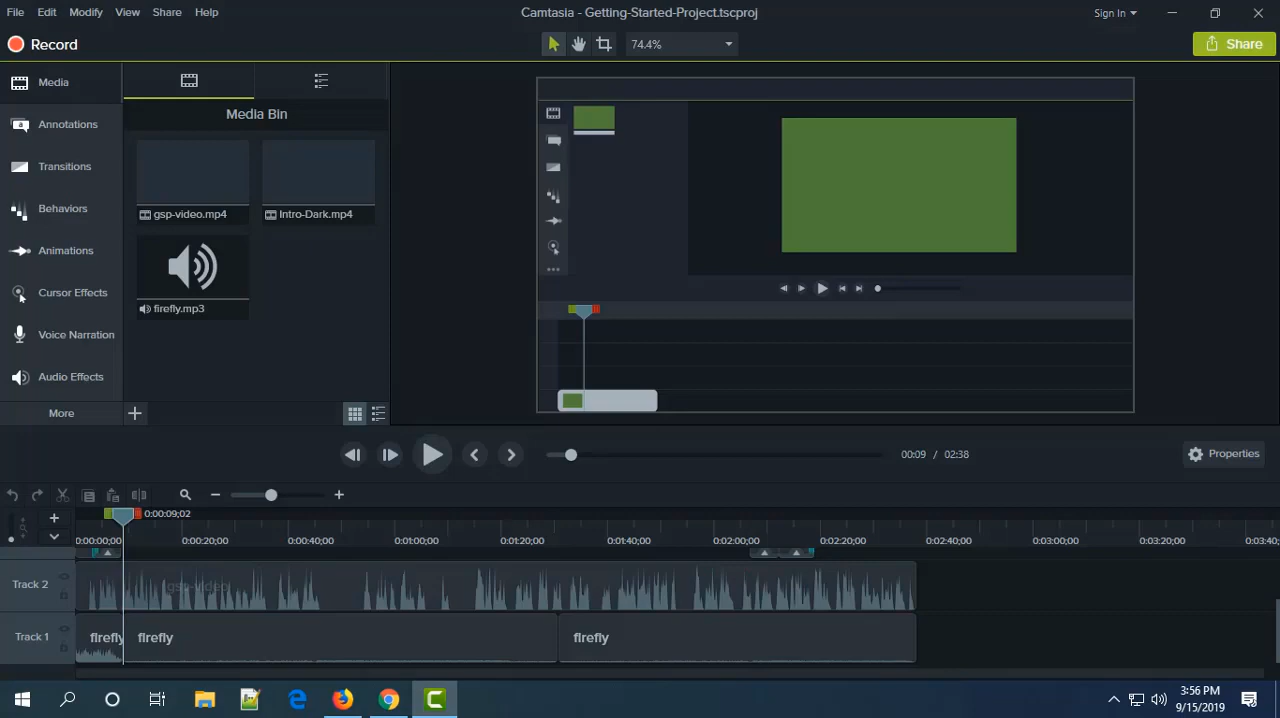 File Edit Modify View Share Help
Camtasia - Getting-Started-Project.tscproj
Sign In
Record
74.4%
Share
Media
Annotations
Transitions
Behaviors
Animations
Cursor Effects
Voice Narration
Audio Effects
More
Media Bin
gsp-video.mp4
Intro-Dark.mp4
firefly.mp3
00:09 / 02:38
Properties
0:00:09;02
0:00:00;00 0:00:20;00 0:00:40;00 0:01:00;00 0:01:20;00 0:01:40;00 0:02:00;00 0:02:20;00 0:02:40;00 0:03:00;00 0:03:20;00 0:03:40;
Track 2
gsp-video
Track 1
firefly
firefly
firefly
3:56 PM
9/15/2019